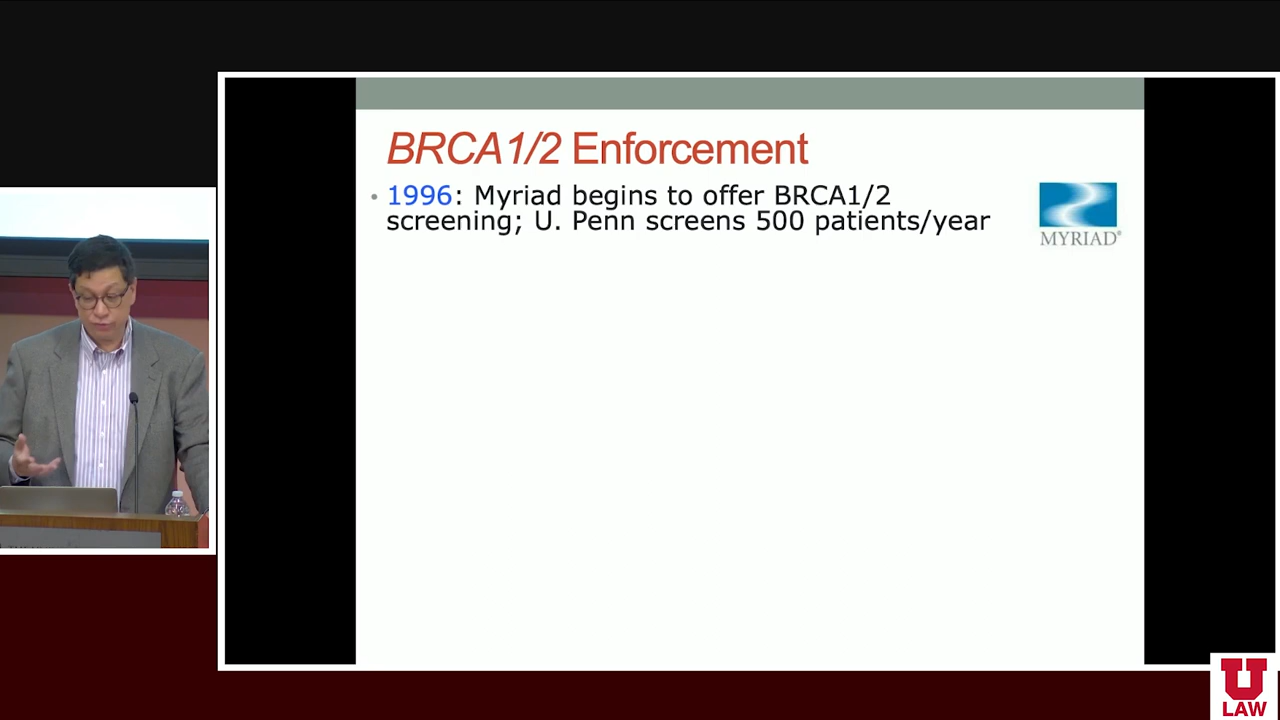 BRCA1/2 Enforcement
• 1996: Myriad begins to offer BRCA1/2
screening; U. Penn screens 500 patients/year
MYRIAD®
U
LAW